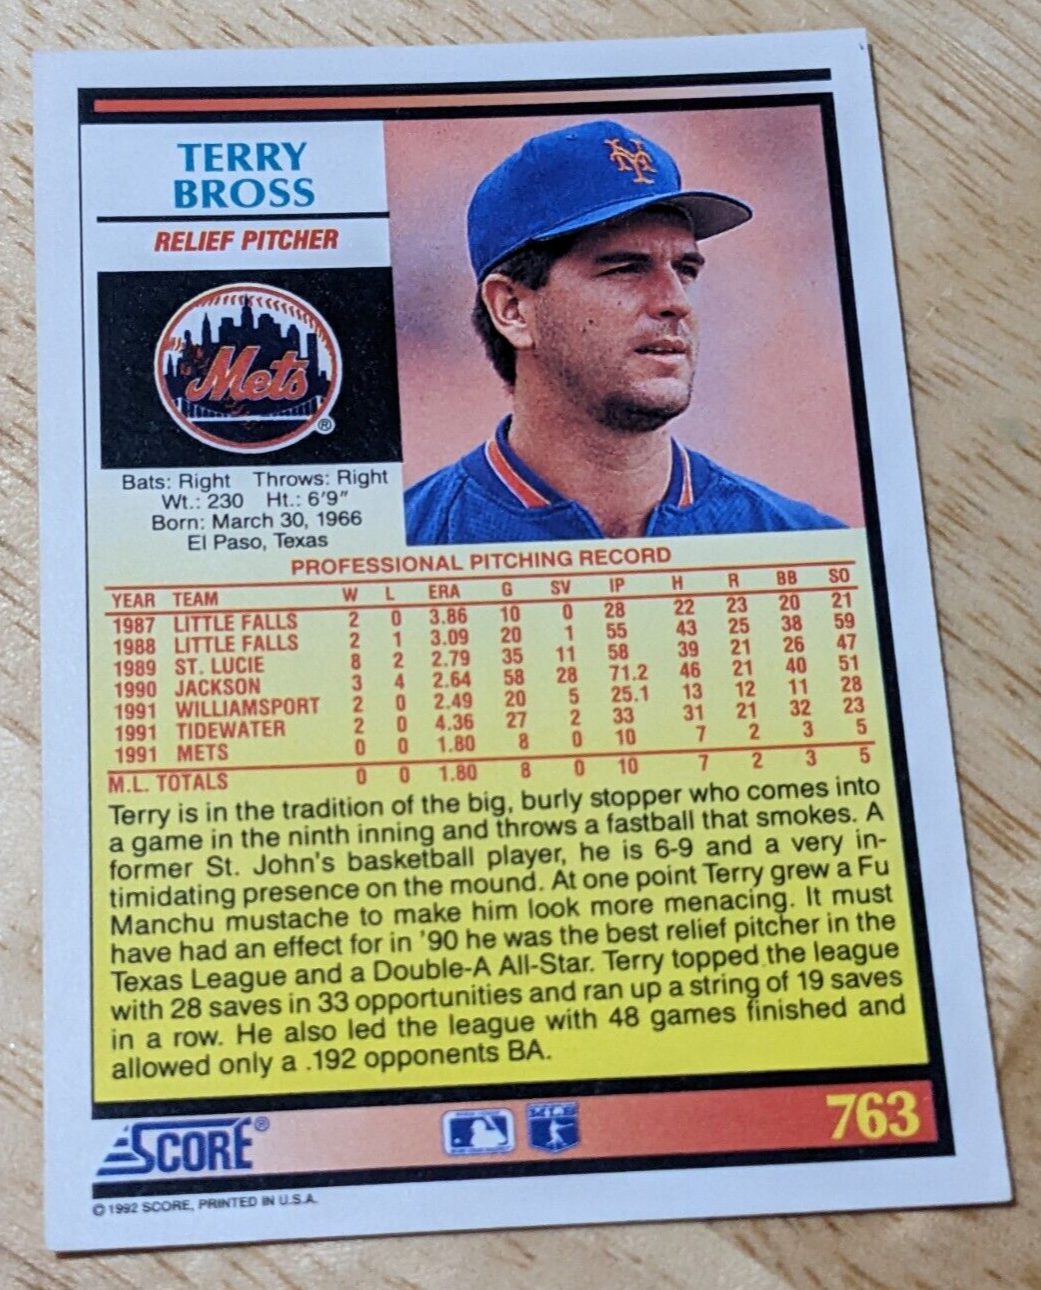 TERRY
BROSS
RELIEF PITCHER
NY
Mets
®
Bats: Right Throws: Right
Wt.: 230 Ht.: 6'9"
Born: March 30, 1966
El Paso, Texas
PROFESSIONAL PITCHING RECORD
YEAR TEAM W L ERA G SV IP H R BB SO
1987 LITTLE FALLS 2 0 3.86 10 0 28 22 23 20 21
1988 LITTLE FALLS 2 1 3.09 20 1 55 43 25 38 59
1989 ST. LUCIE 8 2 2.79 35 11 58 39 21 26 47
1990 JACKSON 3 4 2.64 58 28 71.2 46 21 40 51
1991 WILLIAMSPORT 2 0 2.49 20 5 25.1 13 12 11 28
1991 TIDEWATER 2 0 4.36 27 2 33 31 21 32 23
1991 METS 0 0 1.80 8 0 10 7 2 3 5
M.L. TOTALS 0 0 1.80 8 0 10 7 2 3 5
Terry is in the tradition of the big, burly stopper who comes into
a game in the ninth inning and throws a fastball that smokes. A
former St. John's basketball player, he is 6-9 and a very in-
timidating presence on the mound. At one point Terry grew a Fu
Manchu mustache to make him look more menacing. It must
have had an effect for in '90 he was the best relief pitcher in the
Texas League and a Double-A All-Star. Terry topped the league
with 28 saves in 33 opportunities and ran up a string of 19 saves
in a row. He also led the league with 48 games finished and
allowed only a .192 opponents BA.
SCORE®
763
© 1992 SCORE, PRINTED IN U.S.A.